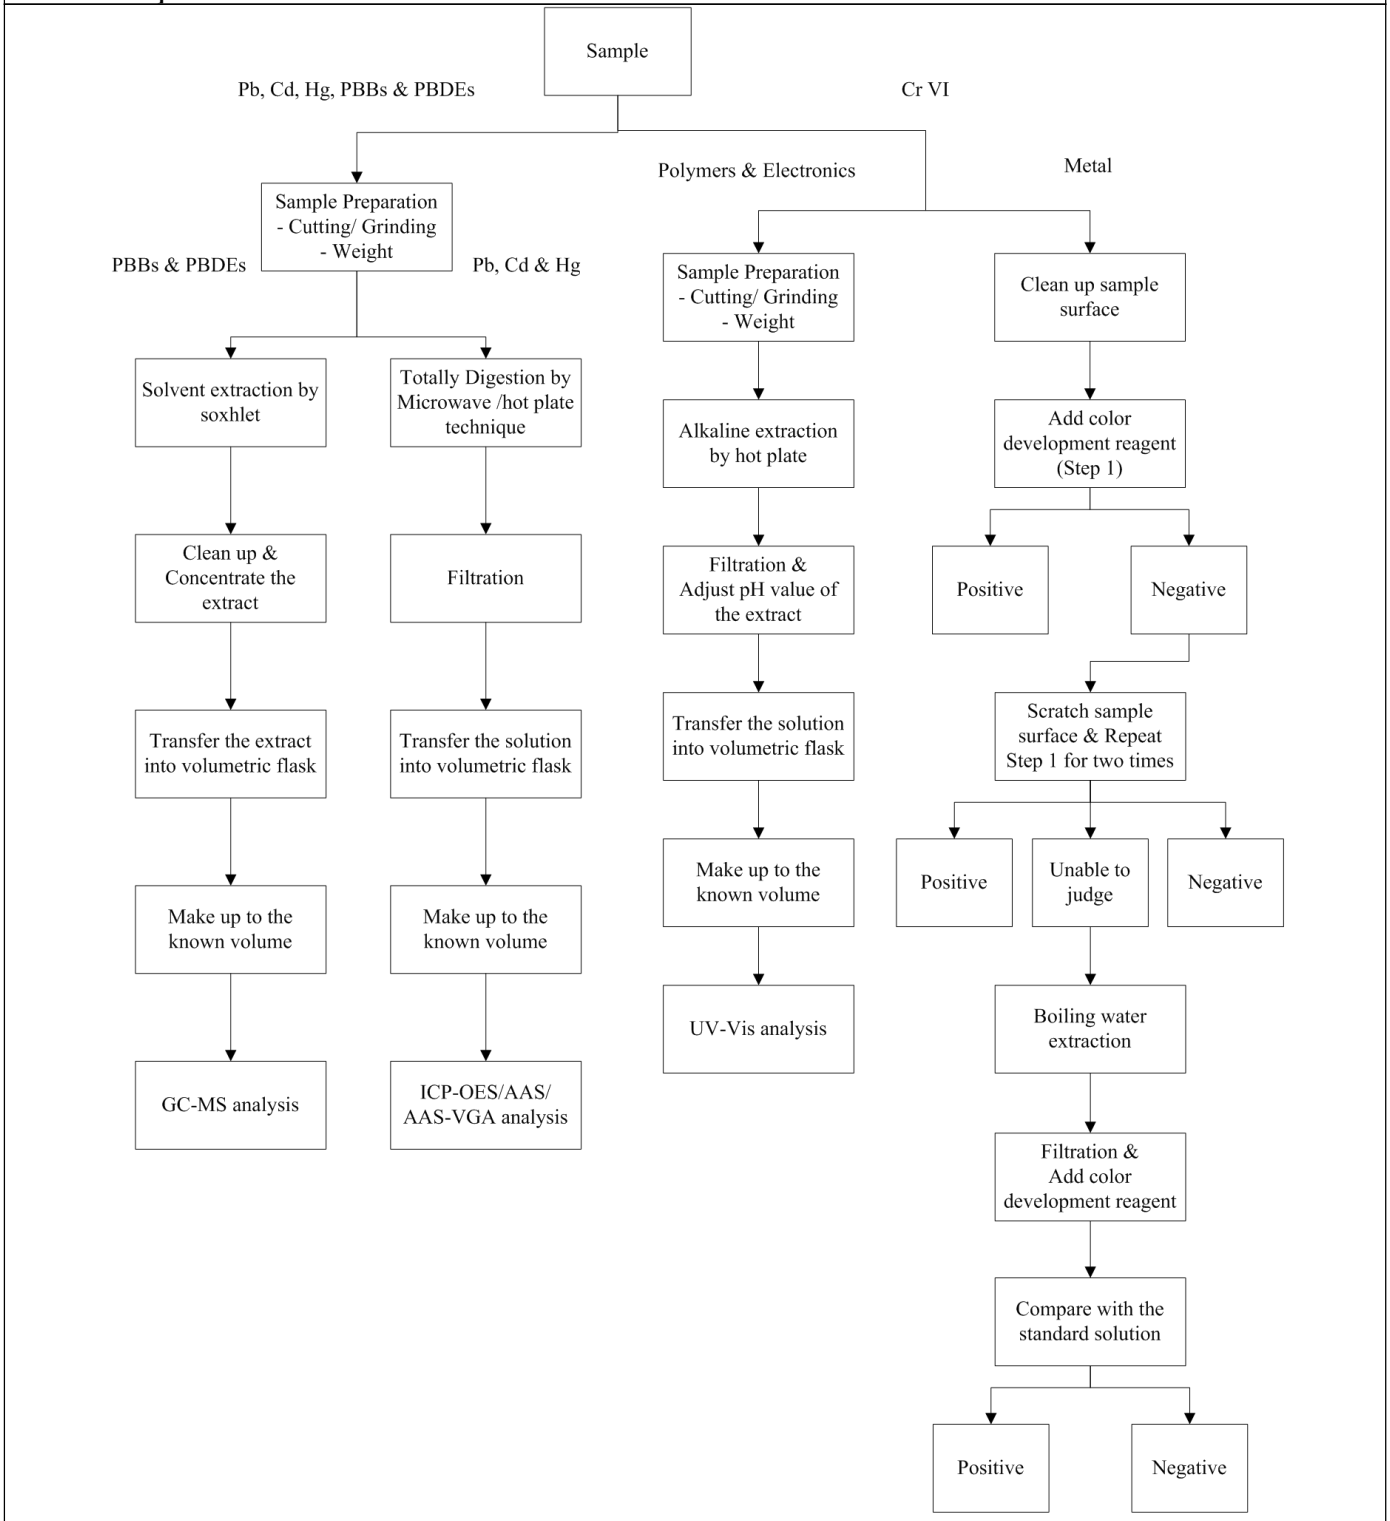 Sample
Pb, Cd, Hg, PBBs & PBDEs
Cr VI
Polymers & Electronics
Metal
Sample Preparation
- Cutting/ Grinding
- Weight
PBBs & PBDEs
Pb, Cd & Hg
Solvent extraction by
soxhlet
Clean up &
Concentrate the
extract
Transfer the extract
into volumetric flask
Make up to the
known volume
GC-MS analysis
Totally Digestion by
Microwave /hot plate
technique
Filtration
Transfer the solution
into volumetric flask
Make up to the
known volume
ICP-OES/AAS/
AAS-VGA analysis
Sample Preparation
- Cutting/ Grinding
- Weight
Alkaline extraction
by hot plate
Filtration &
Adjust pH value of
the extract
Transfer the solution
into volumetric flask
Make up to the
known volume
UV-Vis analysis
Clean up sample
surface
Add color
development reagent
(Step 1)
Positive
Negative
Scratch sample
surface & Repeat
Step 1 for two times
Positive
Unable to
judge
Negative
Boiling water
extraction
Filtration &
Add color
development reagent
Compare with the
standard solution
Positive
Negative